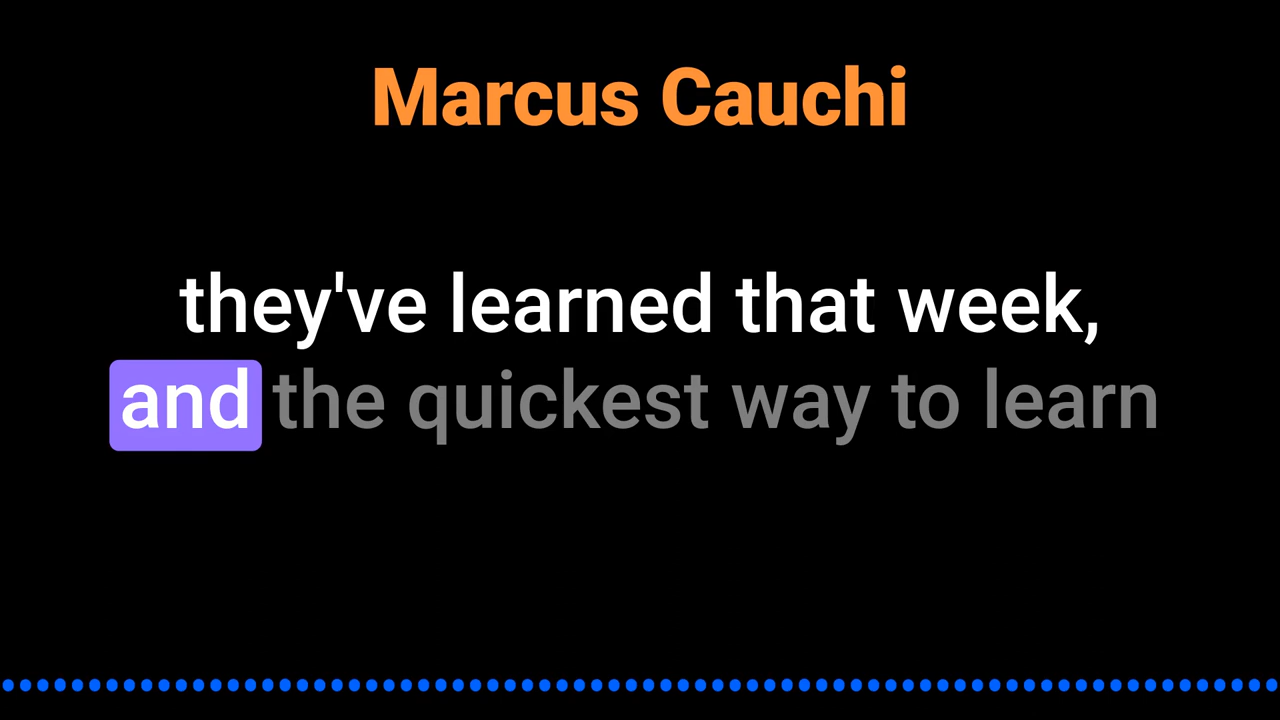 Marcus Cauchi
they've learned that week,
and the quickest way to learn